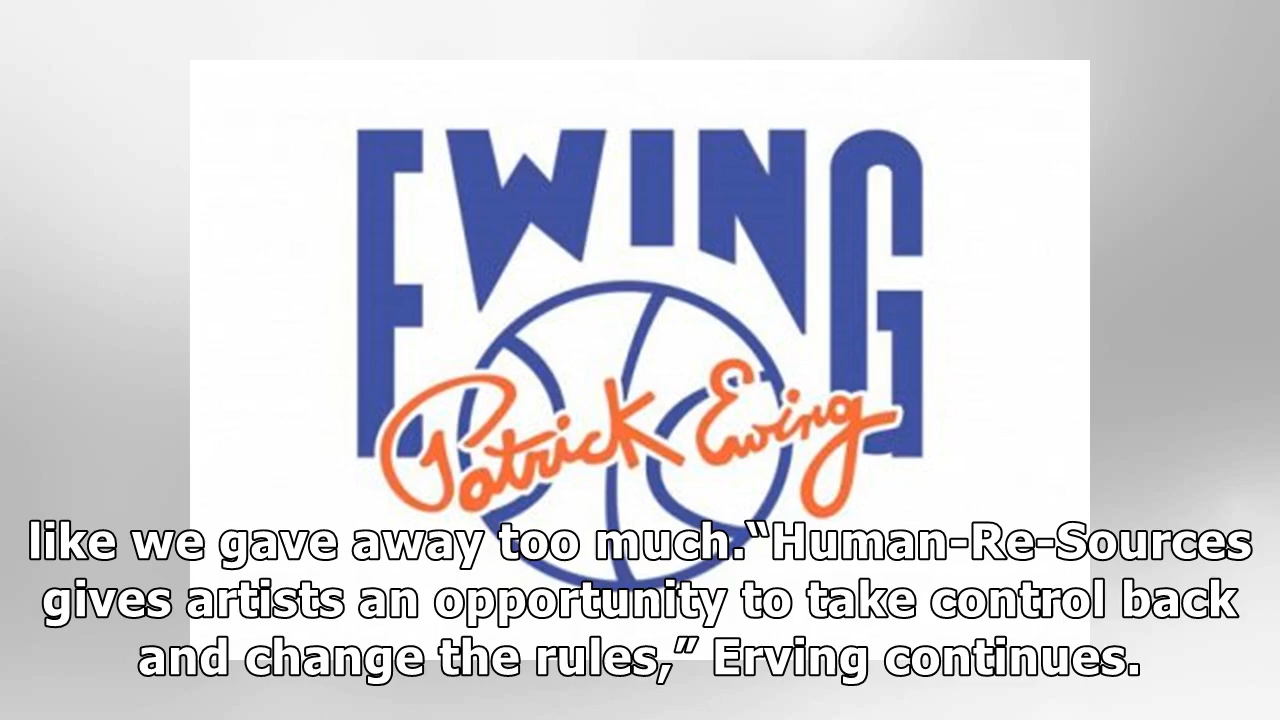 EWING
Patrick Ewing
like we gave away too much.“Human-Re-Sources
gives artists an opportunity to take control back
and change the rules,” Erving continues.